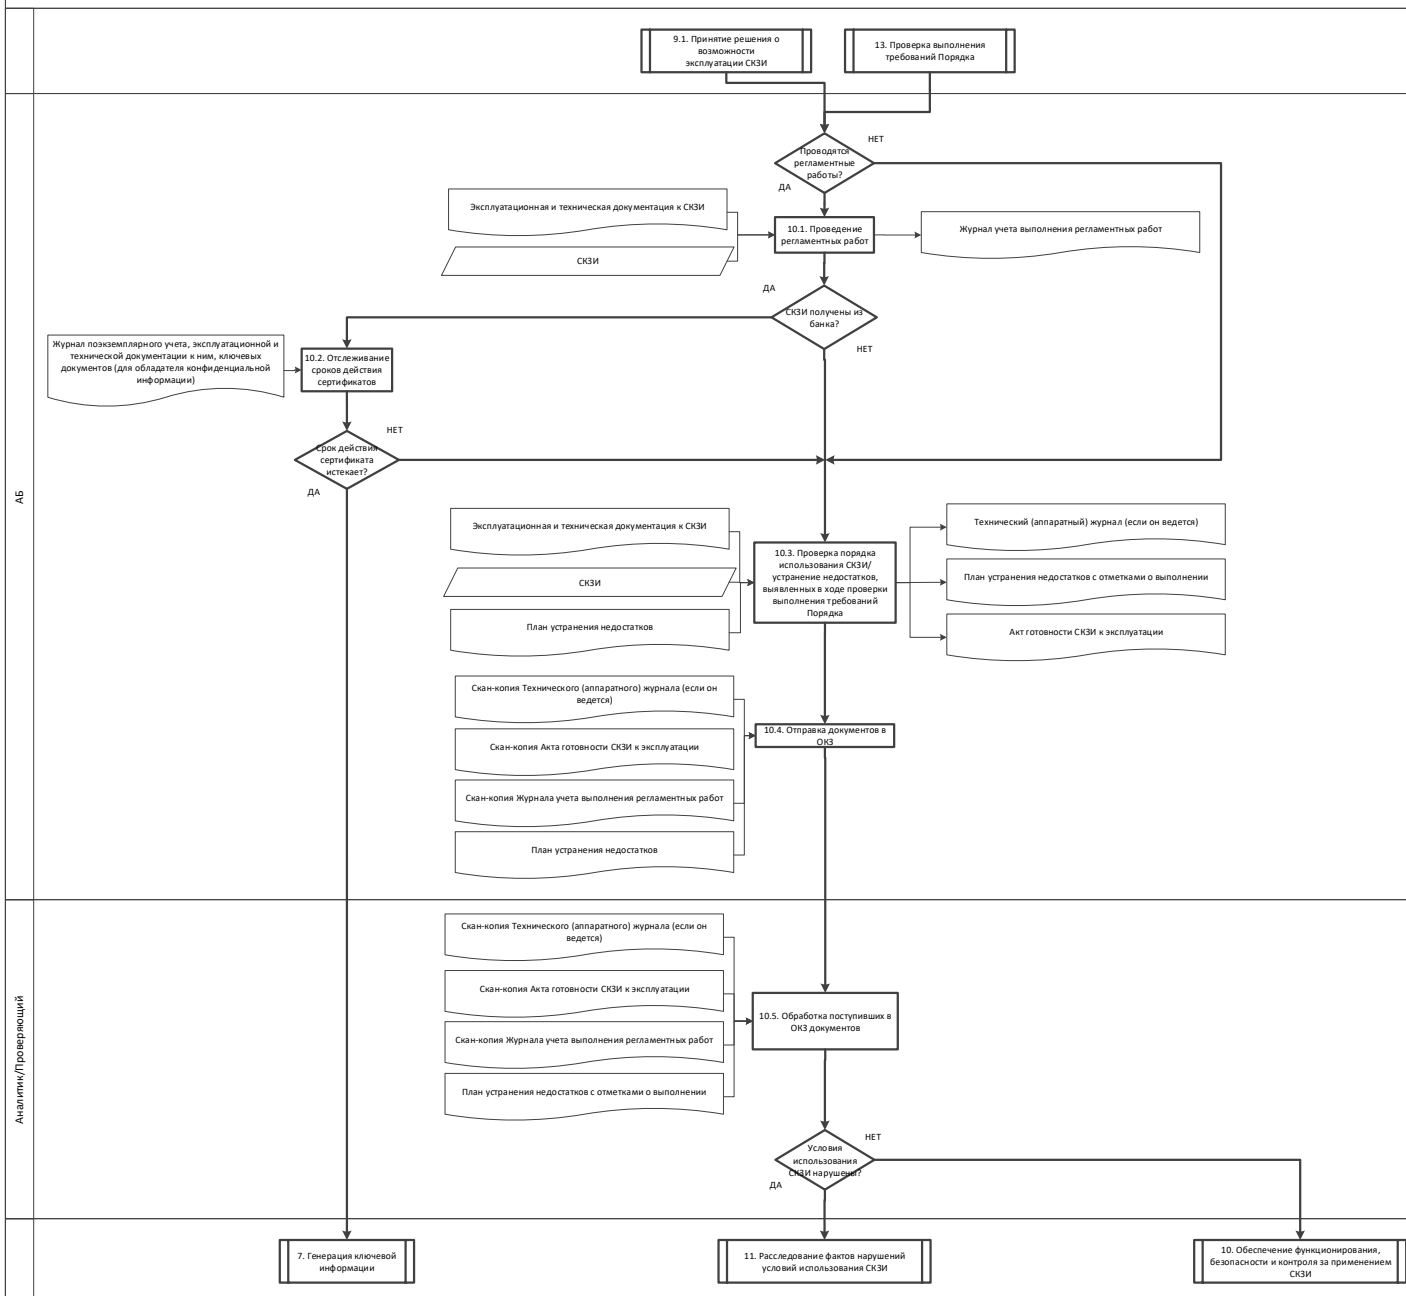 9.1. Принятие решения о
возможности
эксплуатации СКЗИ
13. Проверка выполнения
требований Порядка
НЕТ
Проводятся
регламентные
работы?
ДА
Эксплуатационная и техническая документация к СКЗИ
10.1. Проведение
регламентных работ
Журнал учета выполнения регламентных работ
СКЗИ
ДА
СКЗИ получены из
банка?
НЕТ
Журнал поэкземплярного учета, эксплуатационной и
технической документации к ним, ключевых
документов (для обладателя конфиденциальной
информации)
10.2. Отслеживание
сроков действия
сертификатов
НЕТ
Срок действия
сертификата
истекает?
ДА
АБ
Эксплуатационная и техническая документация к СКЗИ
СКЗИ
План устранения недостатков
10.3. Проверка порядка
использования СКЗИ/
устранение недостатков,
выявленных в ходе проверки
выполнения требований
Порядка
Технический (аппаратный) журнал (если он ведется)
План устранения недостатков с отметками о выполнении
Акт готовности СКЗИ к эксплуатации
Скан-копия Технического (аппаратного) журнала (если он
ведется)
Скан-копия Акта готовности СКЗИ к эксплуатации
Скан-копия Журнала учета выполнения регламентных работ
План устранения недостатков
10.4. Отправка документов в
ОКЗ
Аналитик/Проверяющий
Скан-копия Технического (аппаратного) журнала (если он
ведется)
Скан-копия Акта готовности СКЗИ к эксплуатации
Скан-копия Журнала учета выполнения регламентных работ
План устранения недостатков с отметками о выполнении
10.5. Обработка поступивших в
ОКЗ документов
НЕТ
Условия
использования
СКЗИ нарушены?
ДА
7. Генерация ключевой
информации
11. Расследование фактов нарушений
условий использования СКЗИ
10. Обеспечение функционирования,
безопасности и контроля за применением
СКЗИ